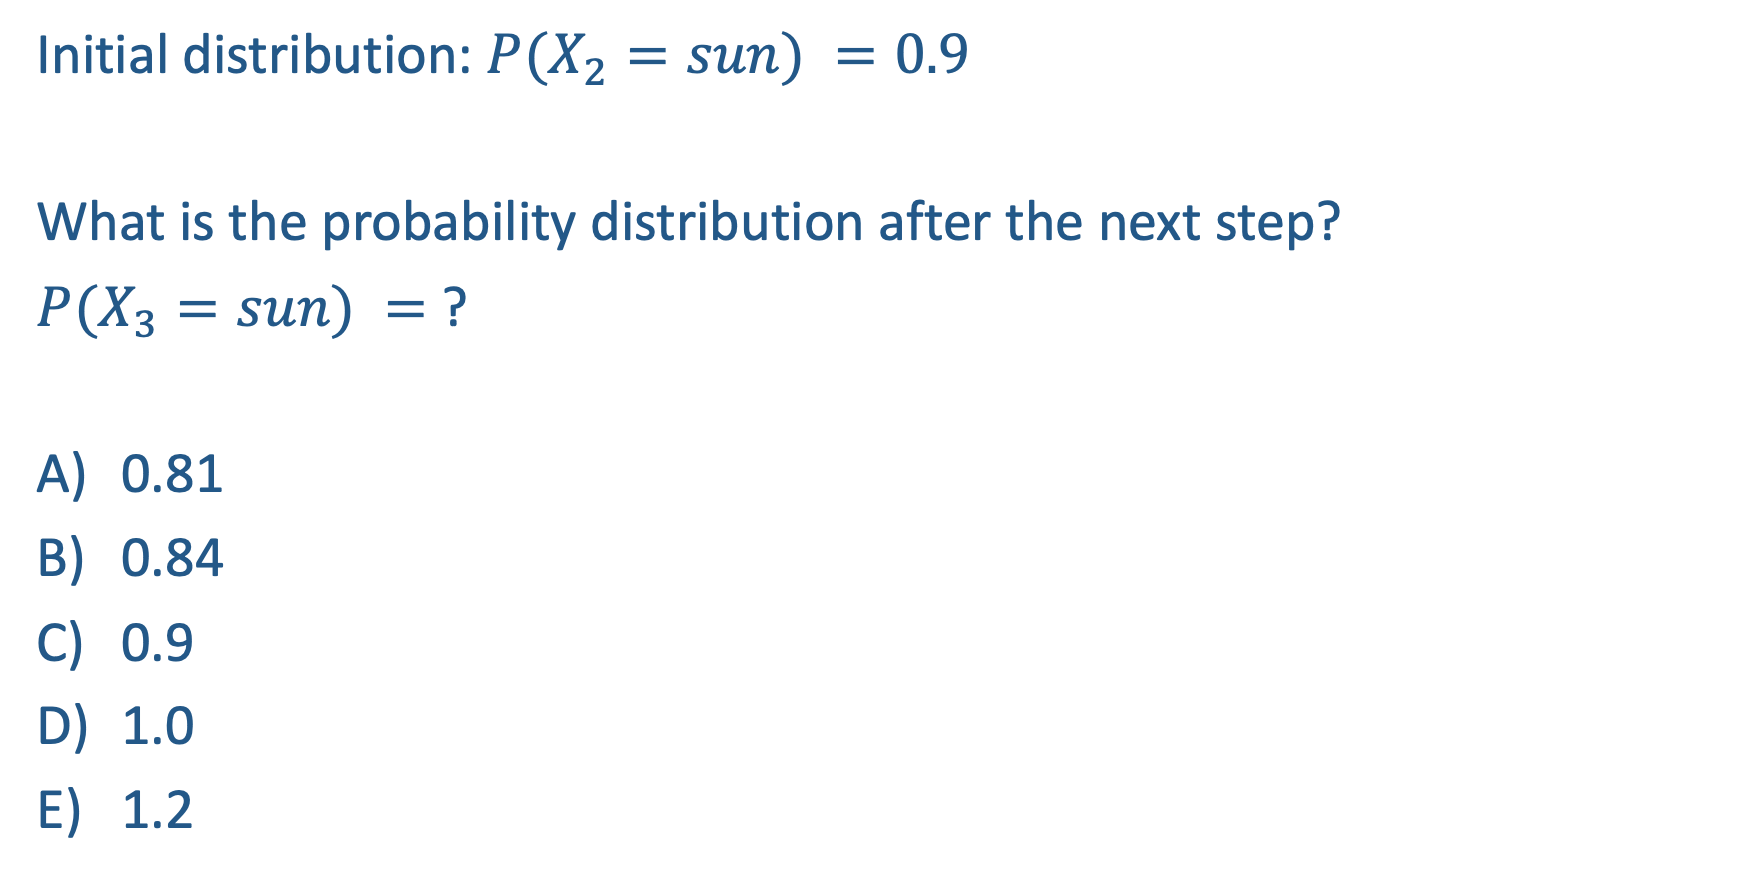 Initial distribution: P(X₂ = sun) = 0.9
What is the probability distribution after the next step?
P(X₃ = sun) = ?
A) 0.81
B) 0.84
C) 0.9
D) 1.0
E) 1.2